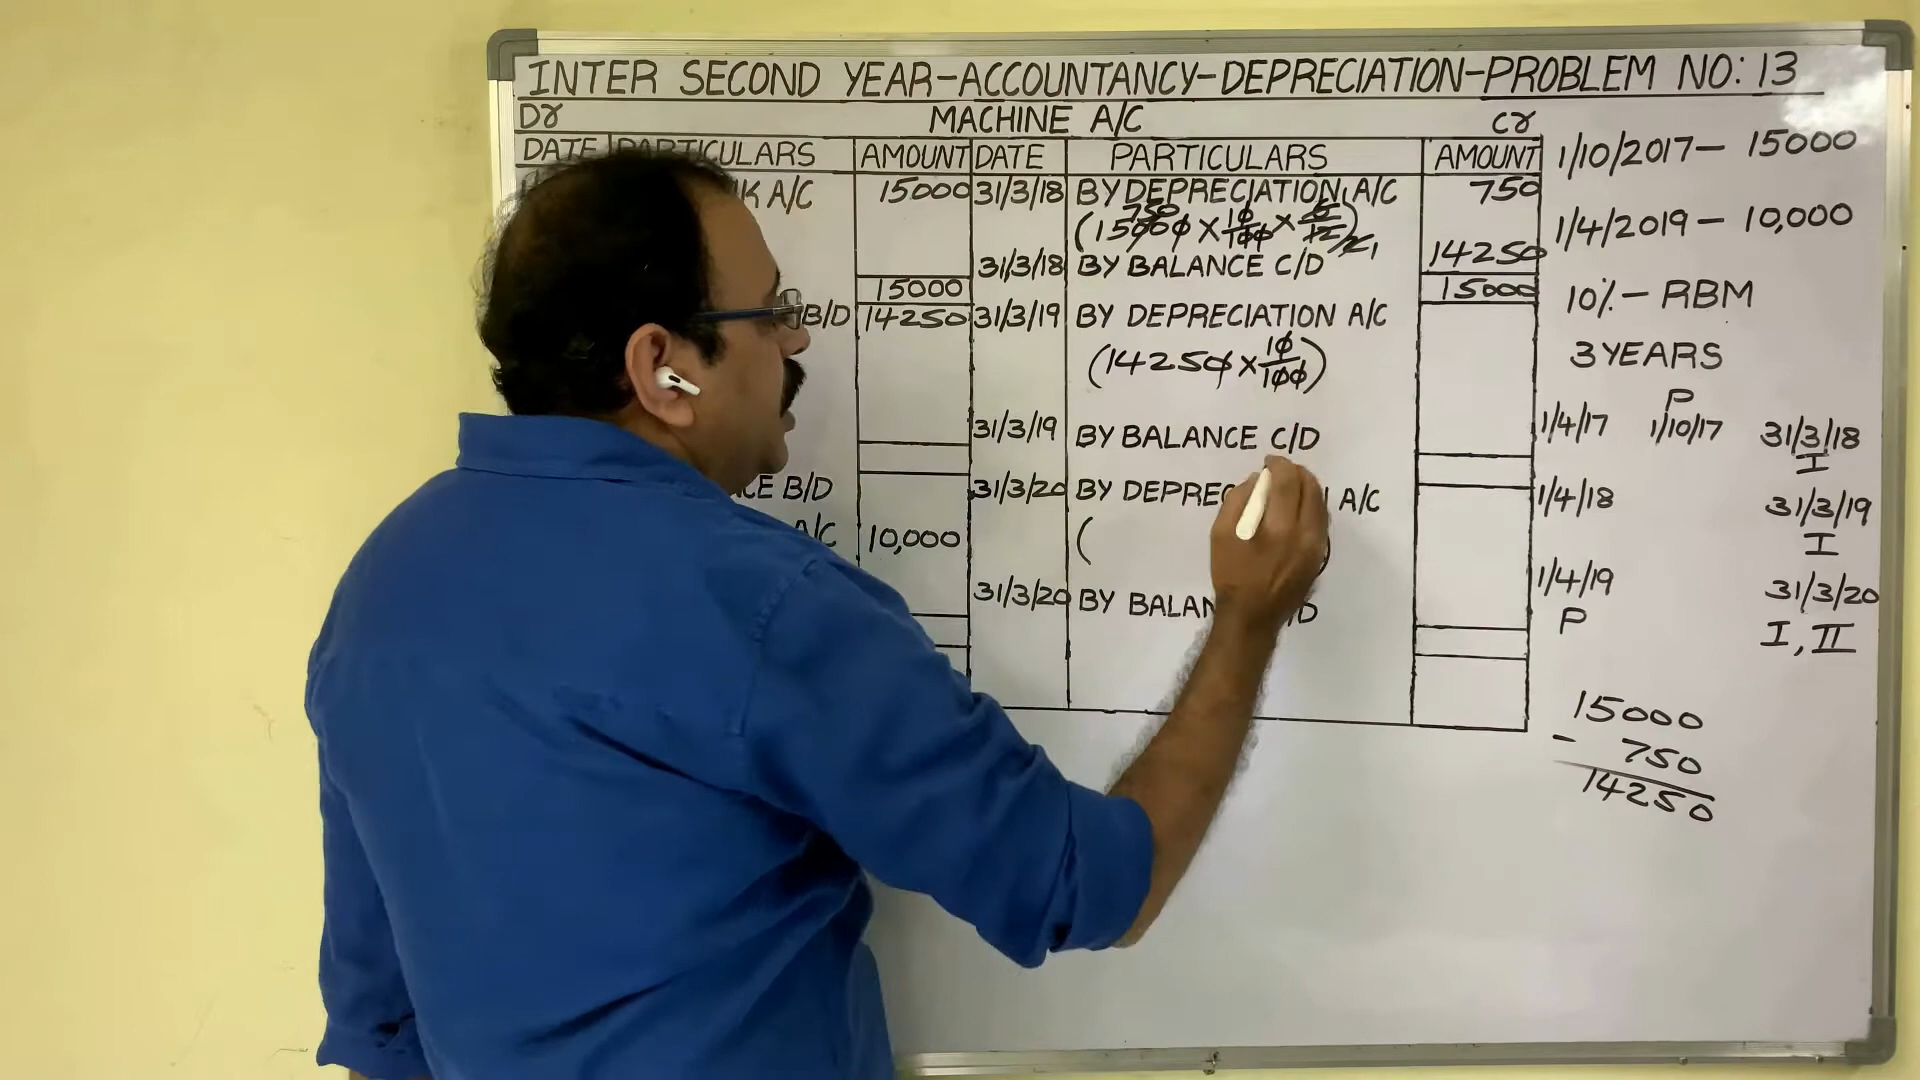 INTER SECOND YEAR-ACCOUNTANCY-DEPRECIATION-PROBLEM NO: 13
Dr MACHINE A/C Cr
DATE PARTICULARS AMOUNT DATE PARTICULARS AMOUNT
A/C 15000 31/3/18 BY DEPRECIATION A/C 750
750
(15000 × 10/100 × 6/12)
31/3/18 BY BALANCE C/D 14250
15000 15000
B/D 14250 31/3/19 BY DEPRECIATION A/C
(14250 × 10/100)
31/3/19 BY BALANCE C/D
B/D 31/3/20 BY A/C
A/C 10,000 (
31/3/20 BY
1/10/2017 - 15000
1/4/2019 - 10,000
10% - RBM
3 YEARS
P
1/4/17 1/10/17 31/3/18
I
1/4/18 31/3/19
I
1/4/19 31/3/20
P I, II
15000
- 750
14250